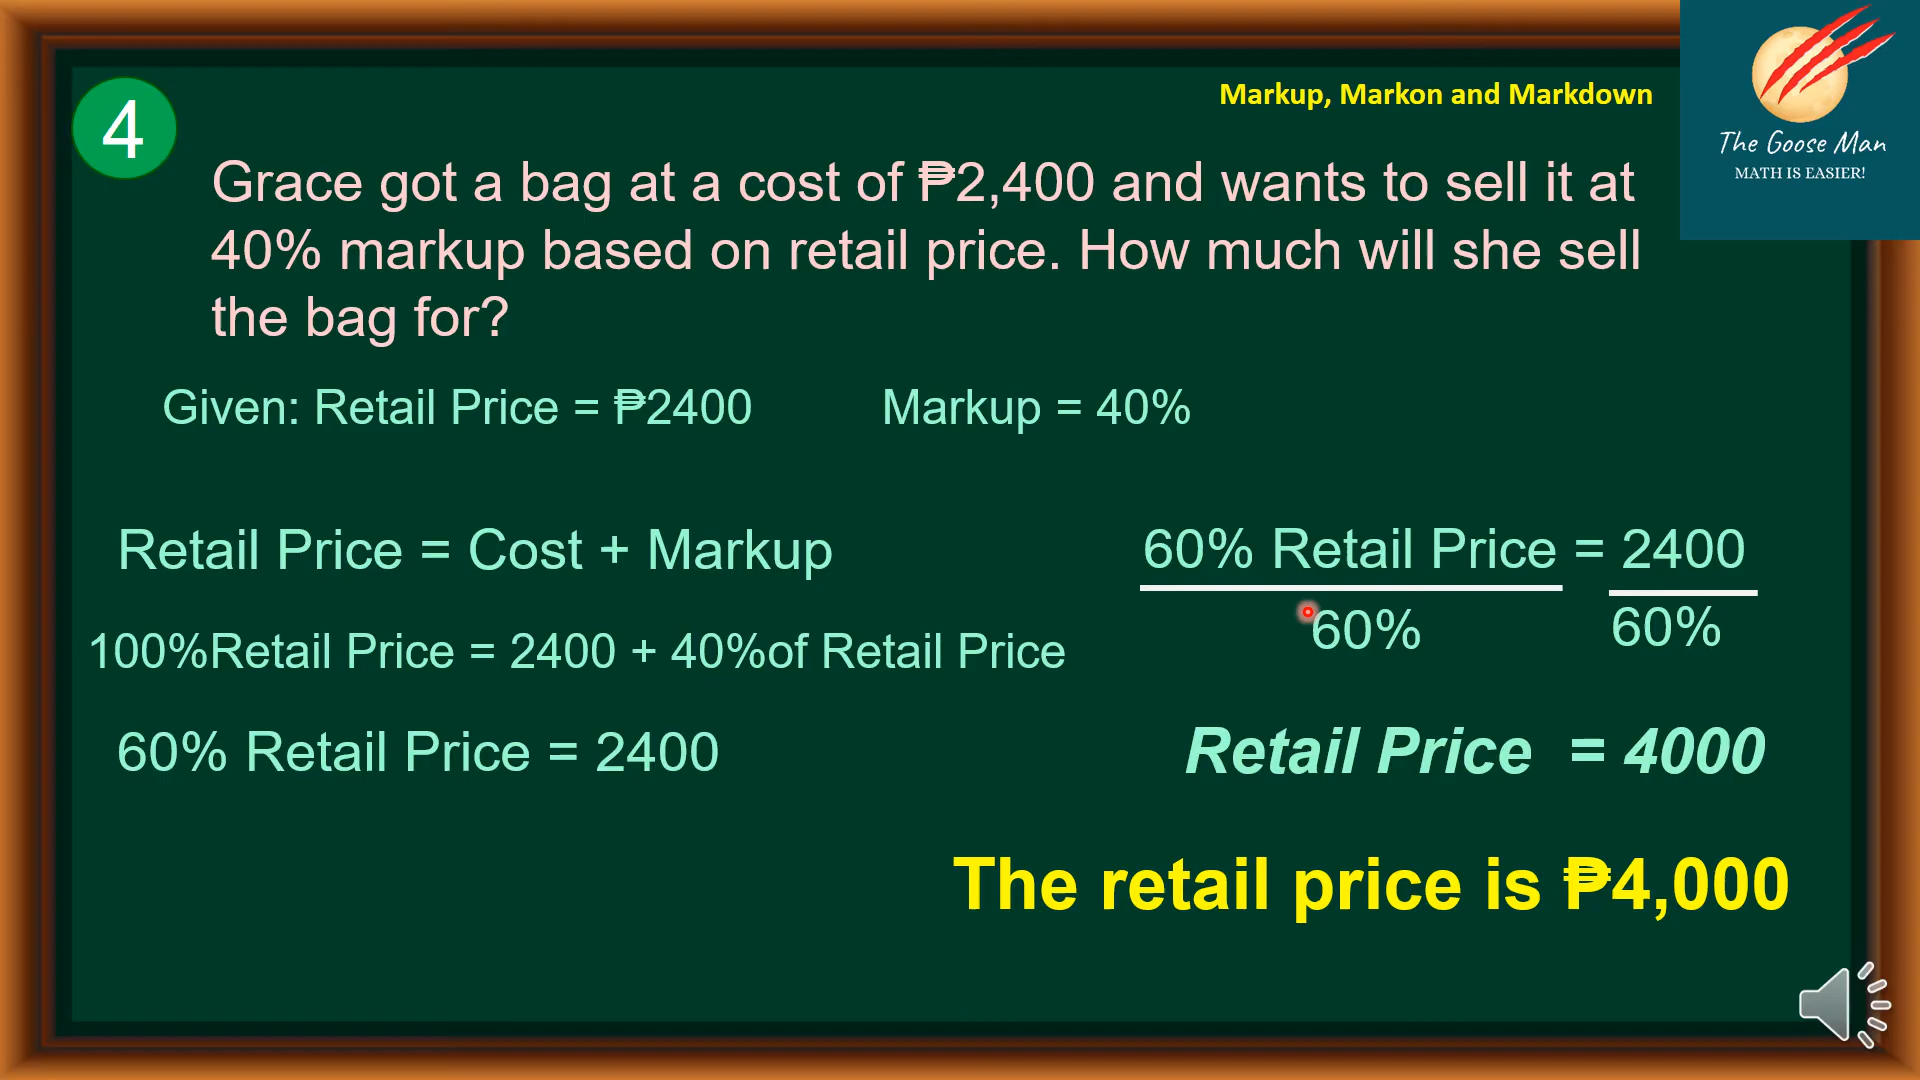 4
Markup, Markon and Markdown
The Goose Man
MATH IS EASIER!
Grace got a bag at a cost of ₱2,400 and wants to sell it at
40% markup based on retail price. How much will she sell
the bag for?
Given: Retail Price = ₱2400 Markup = 40%
Retail Price = Cost + Markup
100%Retail Price = 2400 + 40%of Retail Price
60% Retail Price = 2400
60% Retail Price = 2400
60% 60%
Retail Price = 4000
The retail price is ₱4,000